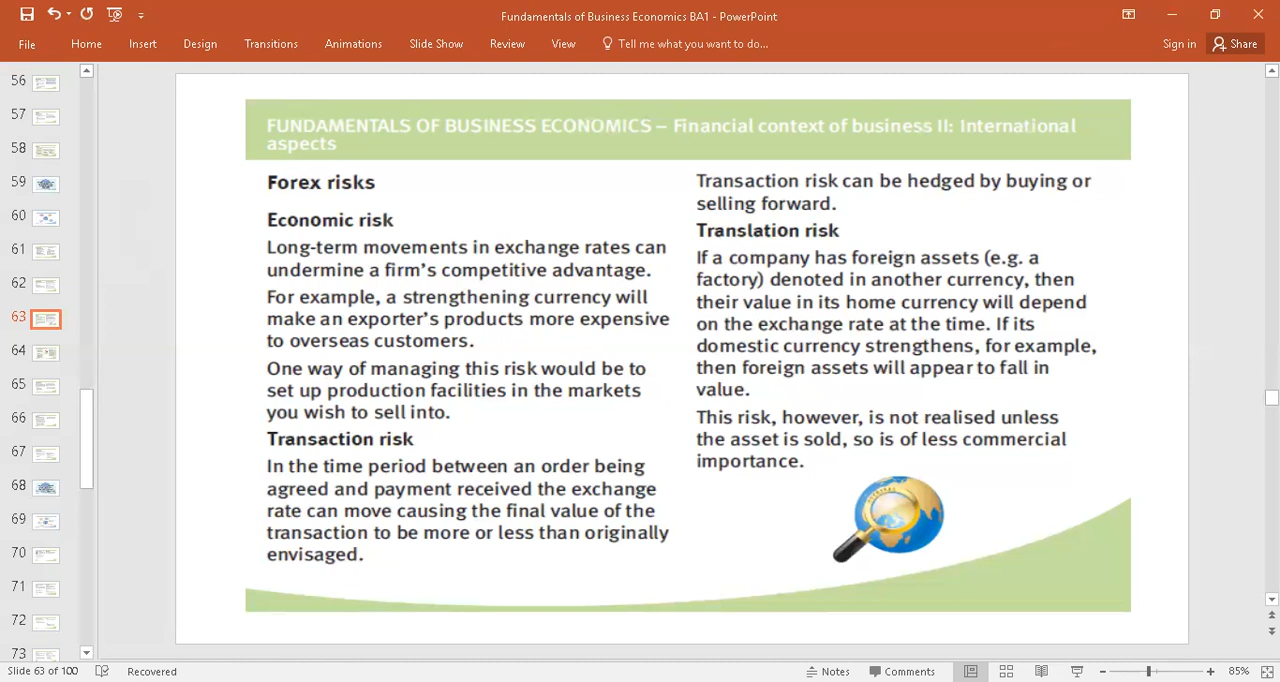 Fundamentals of Business Economics BA1 - PowerPoint
File Home Insert Design Transitions Animations Slide Show Review View Tell me what you want to do... Sign in Share
56
57
58
59
60
61
62
63
64
65
66
67
68
69
70
71
72
73
FUNDAMENTALS OF BUSINESS ECONOMICS – Financial context of business II: International
aspects
Forex risks
Economic risk
Long-term movements in exchange rates can
undermine a firm's competitive advantage.
For example, a strengthening currency will
make an exporter's products more expensive
to overseas customers.
One way of managing this risk would be to
set up production facilities in the markets
you wish to sell into.
Transaction risk
In the time period between an order being
agreed and payment received the exchange
rate can move causing the final value of the
transaction to be more or less than originally
envisaged.
Transaction risk can be hedged by buying or
selling forward.
Translation risk
If a company has foreign assets (e.g. a
factory) denoted in another currency, then
their value in its home currency will depend
on the exchange rate at the time. If its
domestic currency strengthens, for example,
then foreign assets will appear to fall in
value.
This risk, however, is not realised unless
the asset is sold, so is of less commercial
importance.
Slide 63 of 100 Recovered Notes Comments 85%